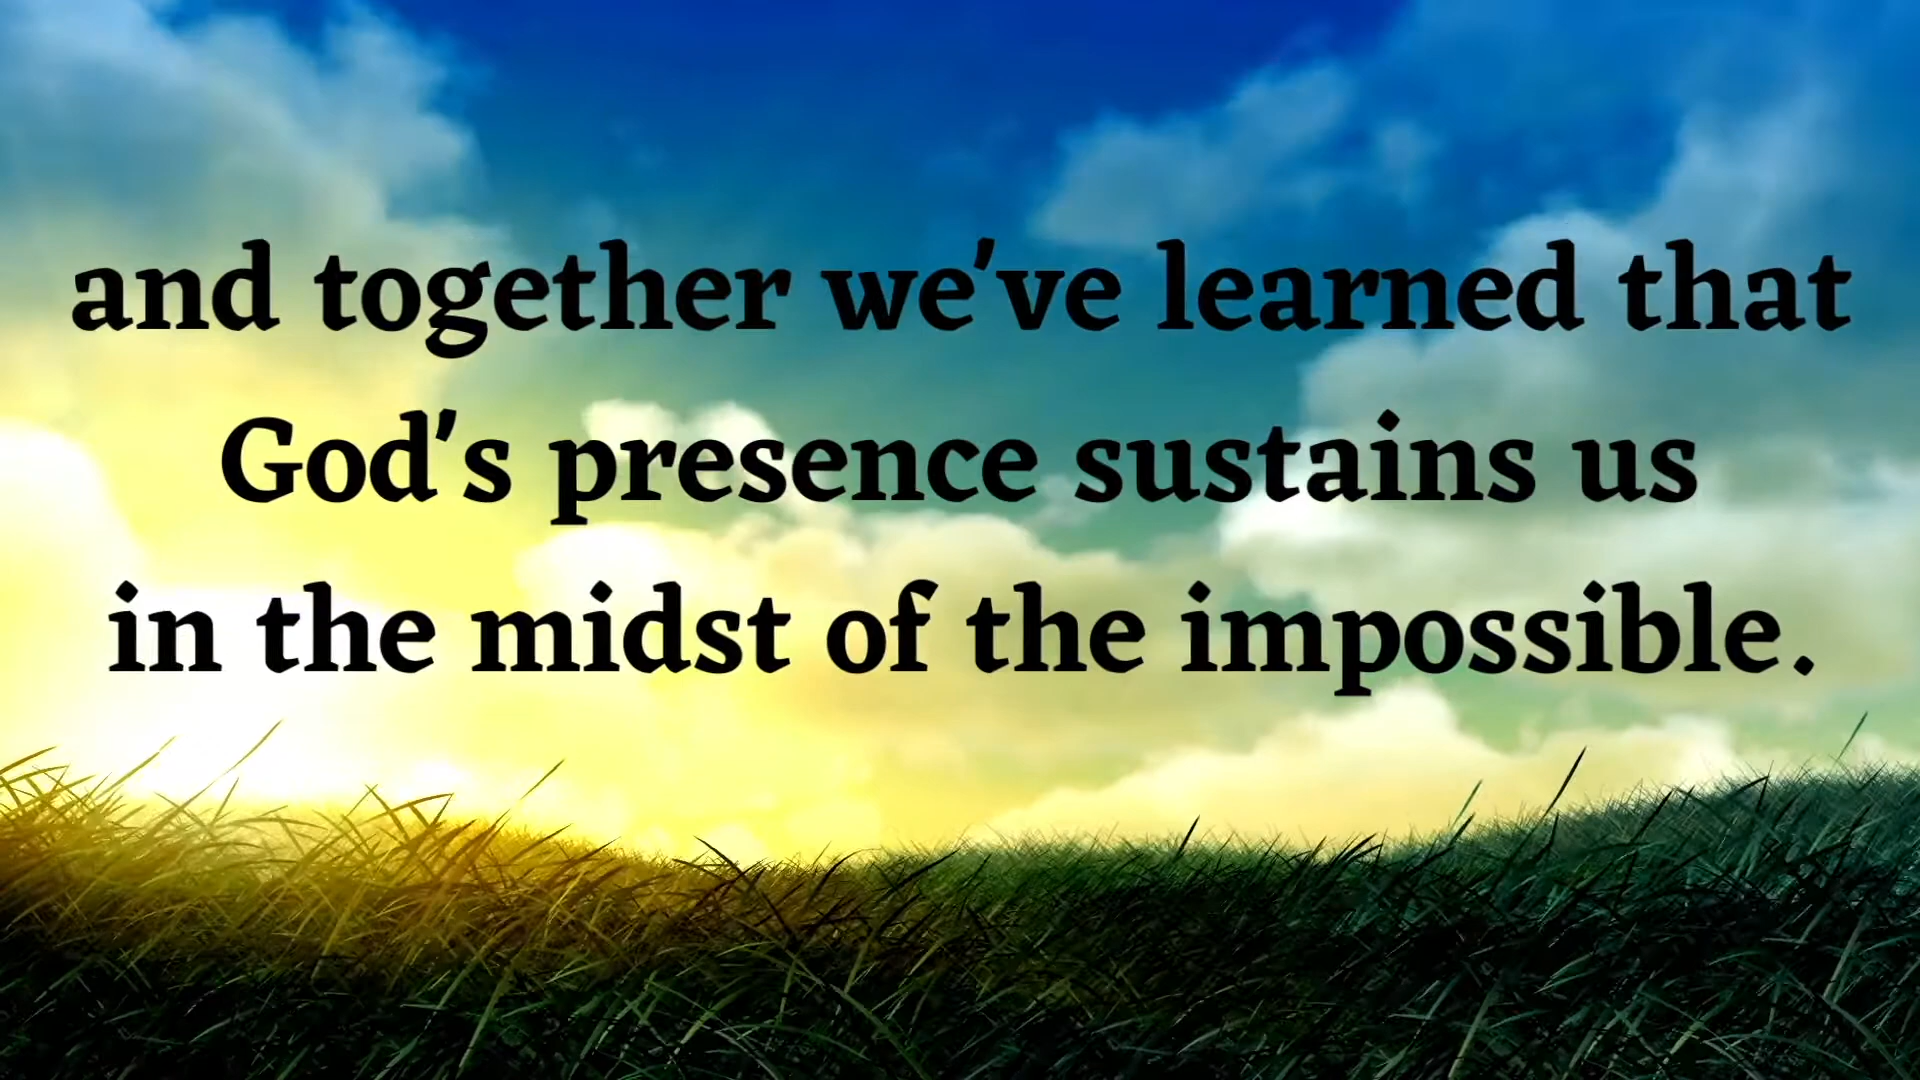 and together we've learned that
God's presence sustains us
in the midst of the impossible.